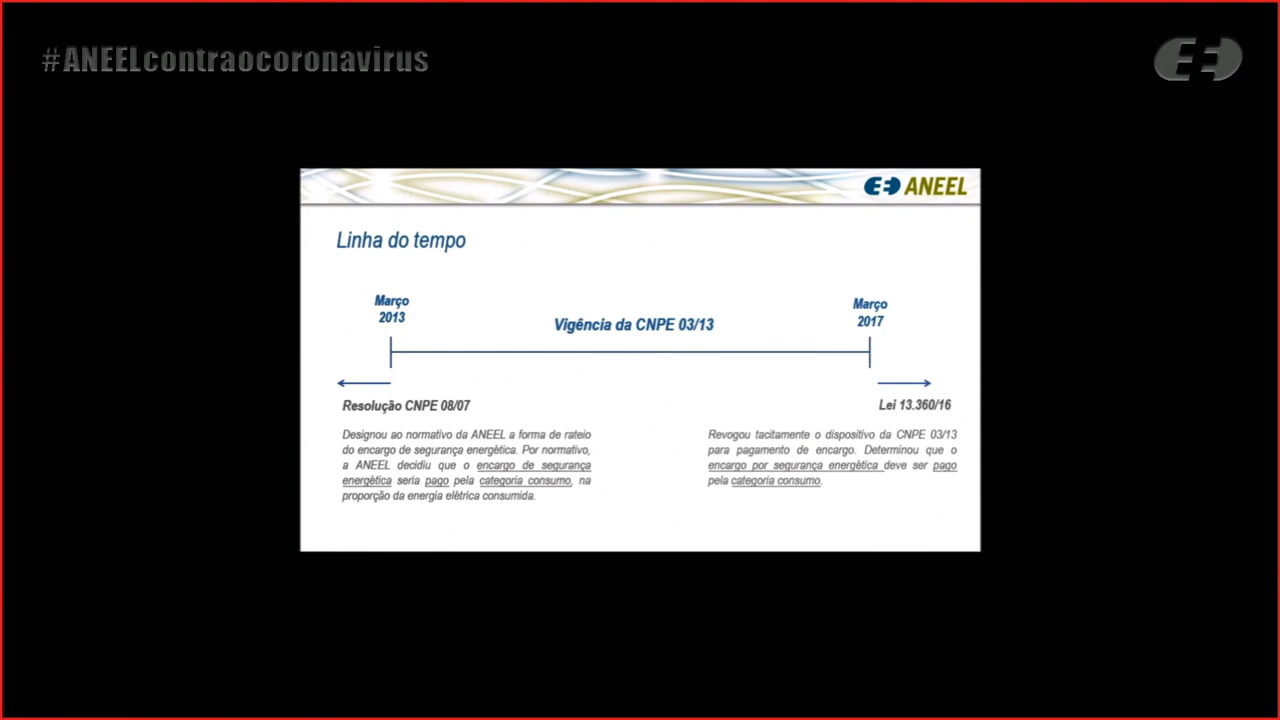 #ANEELcontraocoronavirus
ANEEL
Linha do tempo
Março
2013
Vigência da CNPE 03/13
Março
2017
Resolução CNPE 08/07
Designou ao normativo da ANEEL a forma de rateio
do encargo de segurança energética. Por normativo,
a ANEEL decidiu que o encargo de segurança
energética seria pago pela categoria consumo, na
proporção da energia elétrica consumida.
Lei 13.360/16
Revogou tacitamente o dispositivo da CNPE 03/13
para pagamento de encargo. Determinou que o
encargo por segurança energética deve ser pago
pela categoria consumo.